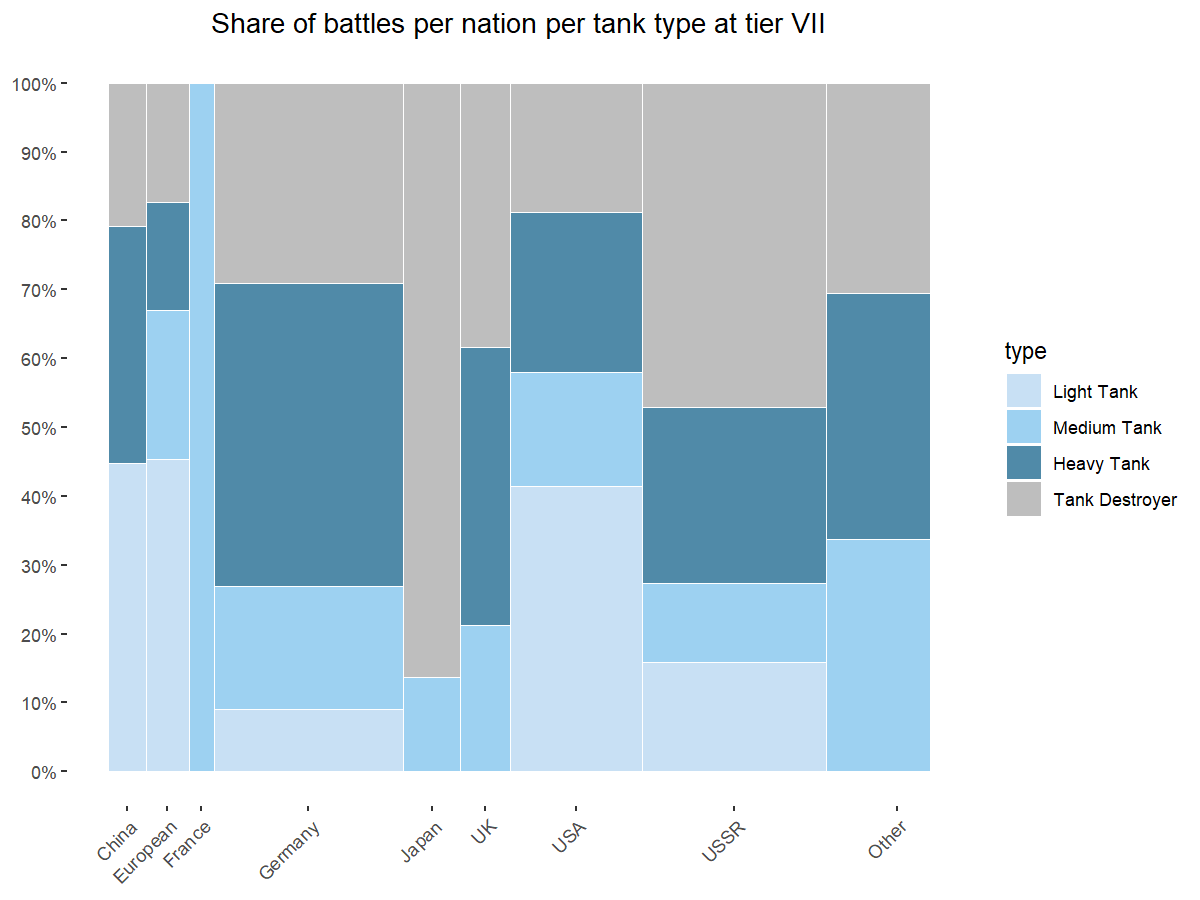 Share of battles per nation per tank type at tier VII
100%
90%
80%
70%
60%
50%
40%
30%
20%
10%
0%
China
European
France
Germany
Japan
UK
USA
USSR
Other
type
Light Tank
Medium Tank
Heavy Tank
Tank Destroyer